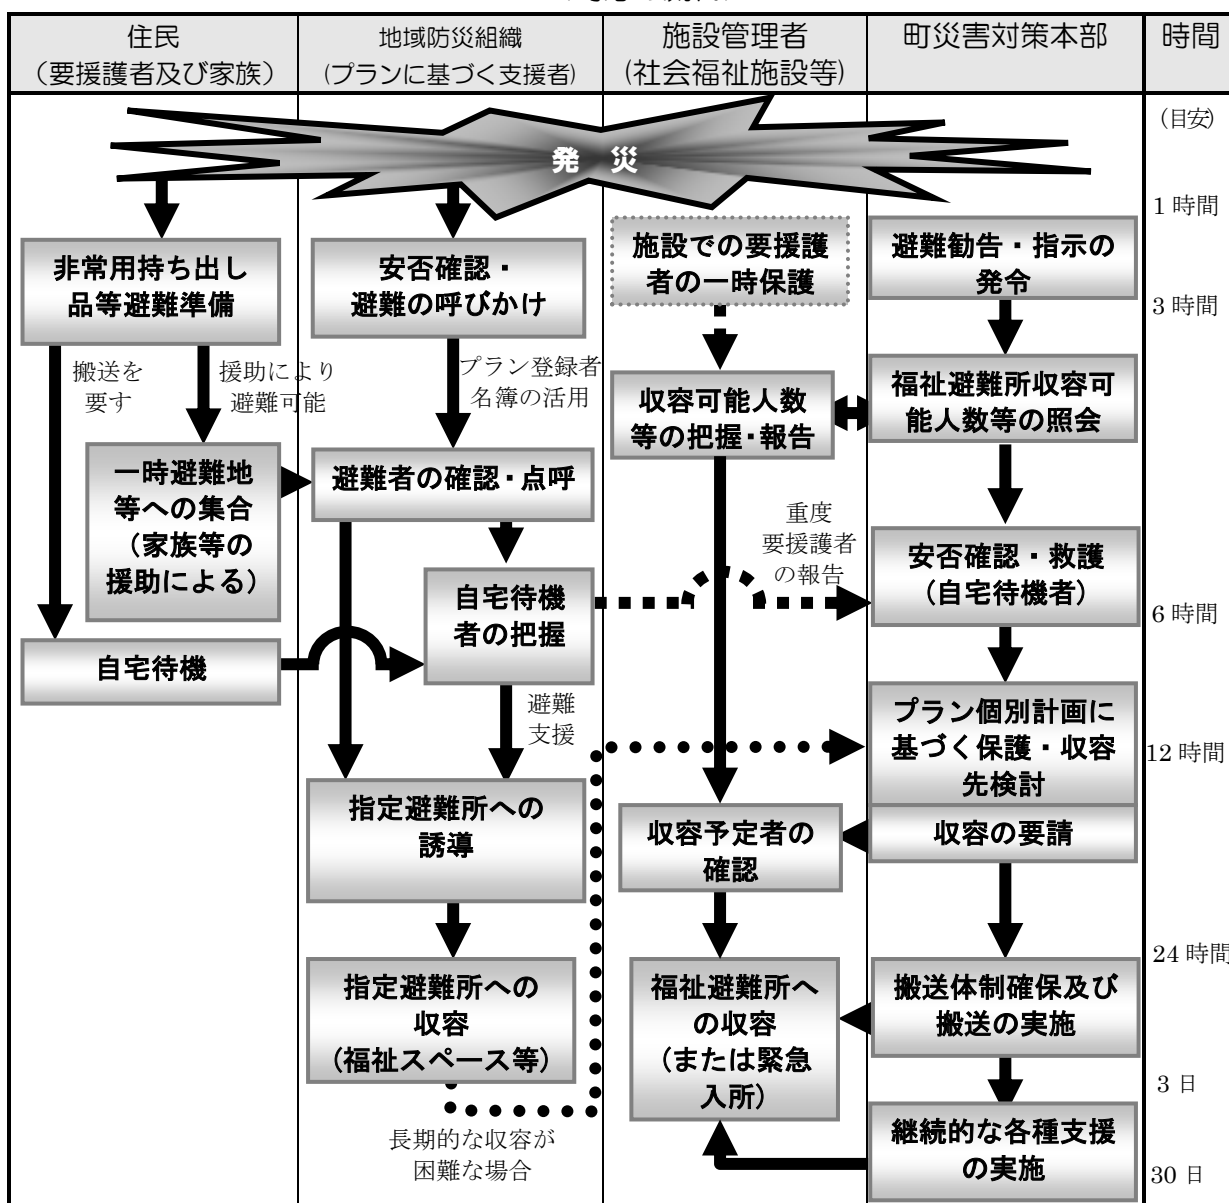 住民
（要援護者及び家族）
地域防災組織
(プランに基づく支援者)
施設管理者
(社会福祉施設等)
町災害対策本部
時間
(目安)
発 災
1 時間
非常用持ち出し
品等避難準備
安否確認・
避難の呼びかけ
施設での要援護
者の一時保護
避難勧告・指示の
発令
3 時間
搬送を
要す
援助により
避難可能
プラン登録者
名簿の活用
収容可能人数
等の把握・報告
福祉避難所収容可
能人数等の照会
一時避難地
等への集合
（家族等の
援助による）
避難者の確認・点呼
重度
要援護者
の報告
安否確認・救護
（自宅待機者）
自宅待機
者の把握
6 時間
自宅待機
避難
支援
プラン個別計画に
基づく保護・収容
先検討
12 時間
指定避難所への
誘導
収容予定者の
確認
収容の要請
24 時間
指定避難所への
収容
（福祉スペース等）
福祉避難所へ
の収容
（または緊急
入所）
搬送体制確保及び
搬送の実施
3 日
長期的な収容が
困難な場合
継続的な各種支援
の実施
30 日